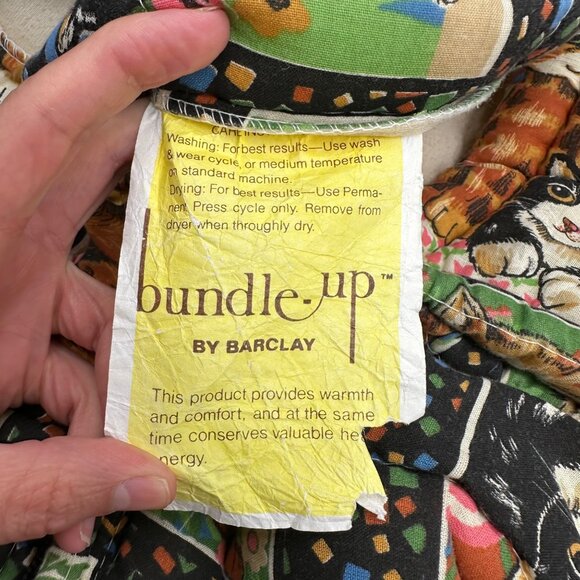 Washing: For best results—Use wash
& wear cycle, or medium temperature
on standard machine.
Drying: For best results—Use Perma-
nent Press cycle only. Remove from
dryer when throughly dry.
bundle-up™
BY BARCLAY
This product provides warmth
and comfort, and at the same
time conserves valuable he
energy.